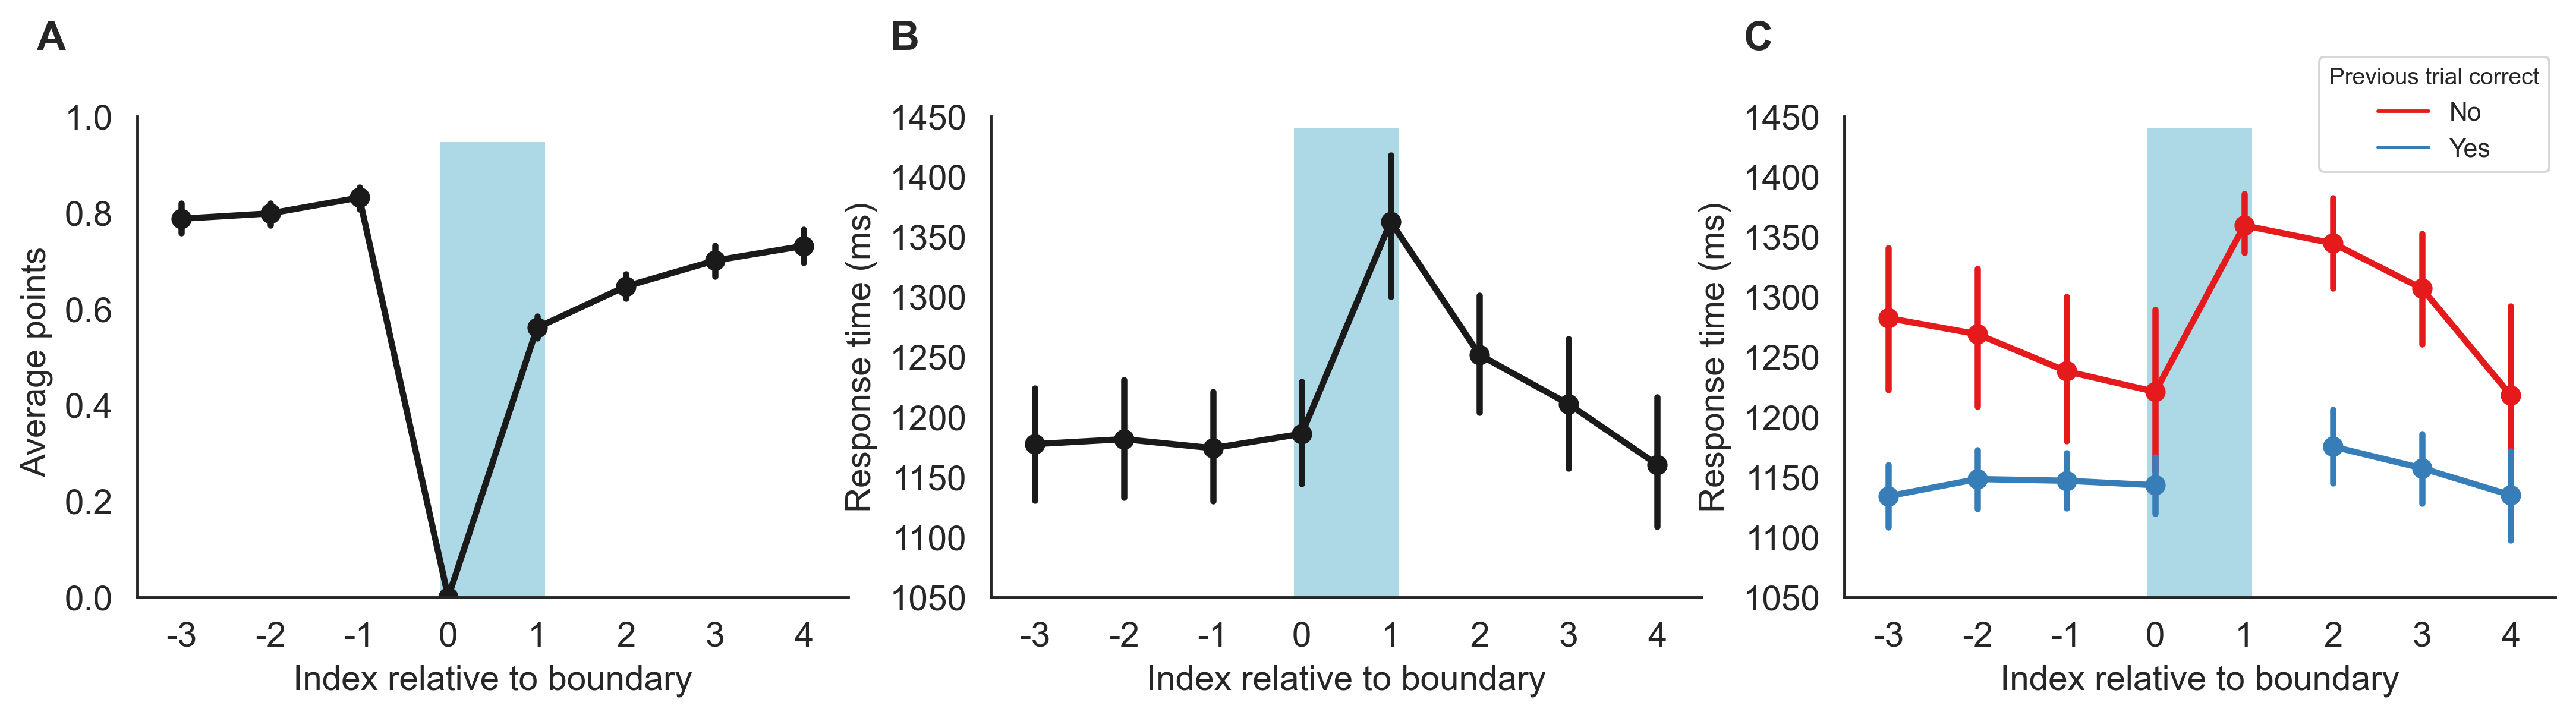 A
1.0
0.8
0.6
0.4
0.2
0.0
Average points
-3 -2 -1 0 1 2 3 4
Index relative to boundary
B
1450
1400
1350
1300
1250
1200
1150
1100
1050
Response time (ms)
-3 -2 -1 0 1 2 3 4
Index relative to boundary
C
Previous trial correct
No
Yes
1450
1400
1350
1300
1250
1200
1150
1100
1050
Response time (ms)
-3 -2 -1 0 1 2 3 4
Index relative to boundary